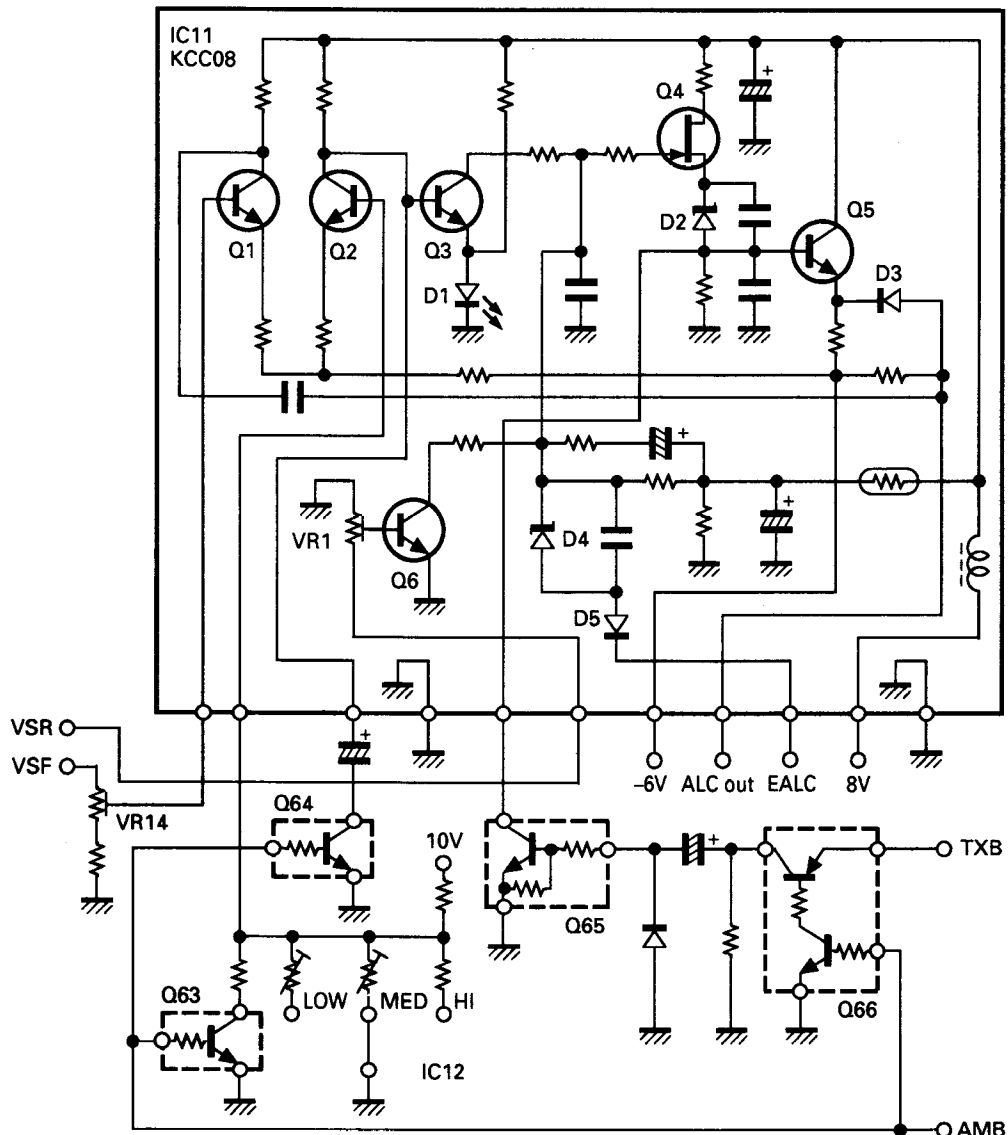 IC11
KCC08
Q4
+
Q1
Q2
Q3
D2
Q5
D1
D3
+
VR1
Q6
D4
+
D5
VSR
VSF
VR14
+
Q64
–6V
ALC out
EALC
8V
10V
+
TXB
Q65
Q66
LOW
MED
HI
Q63
IC12
AMB